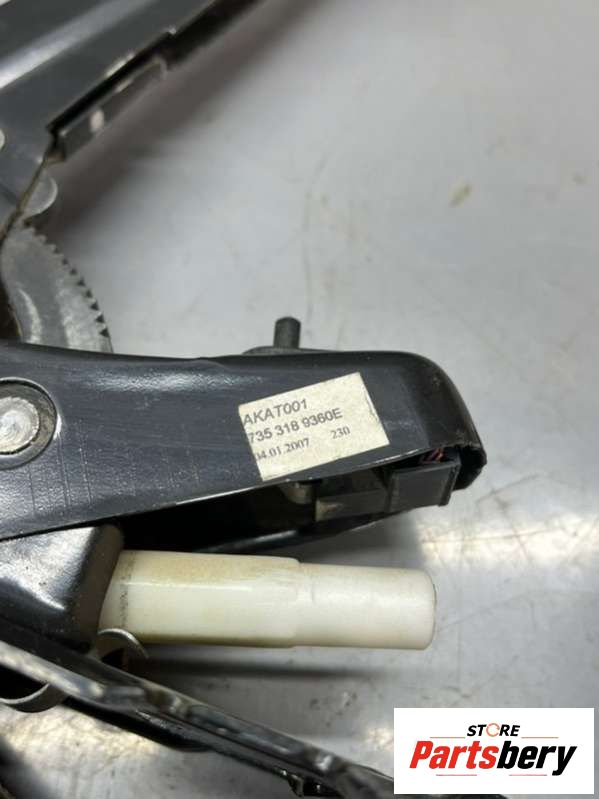 AKAT001
735 318 9360E
04.01.2007 230
STORE
Partsbery